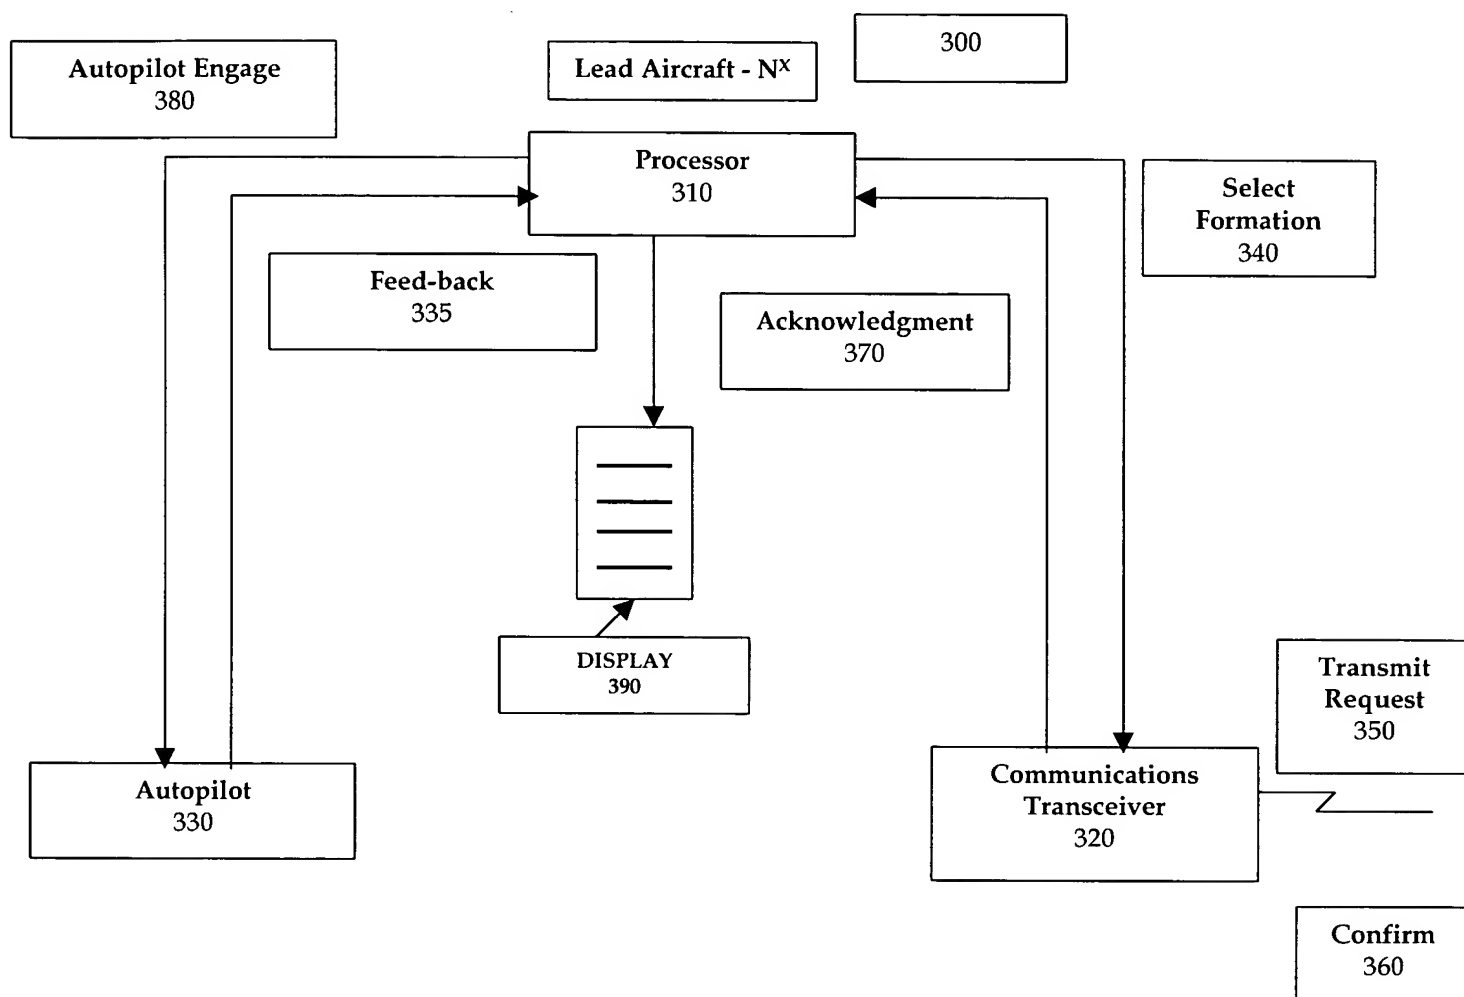 300
Lead Aircraft - Nˣ
Autopilot Engage
380
Processor
310
Select
Formation
340
Feed-back
335
Acknowledgment
370
DISPLAY
390
Transmit
Request
350
Autopilot
330
Communications
Transceiver
320
Confirm
360